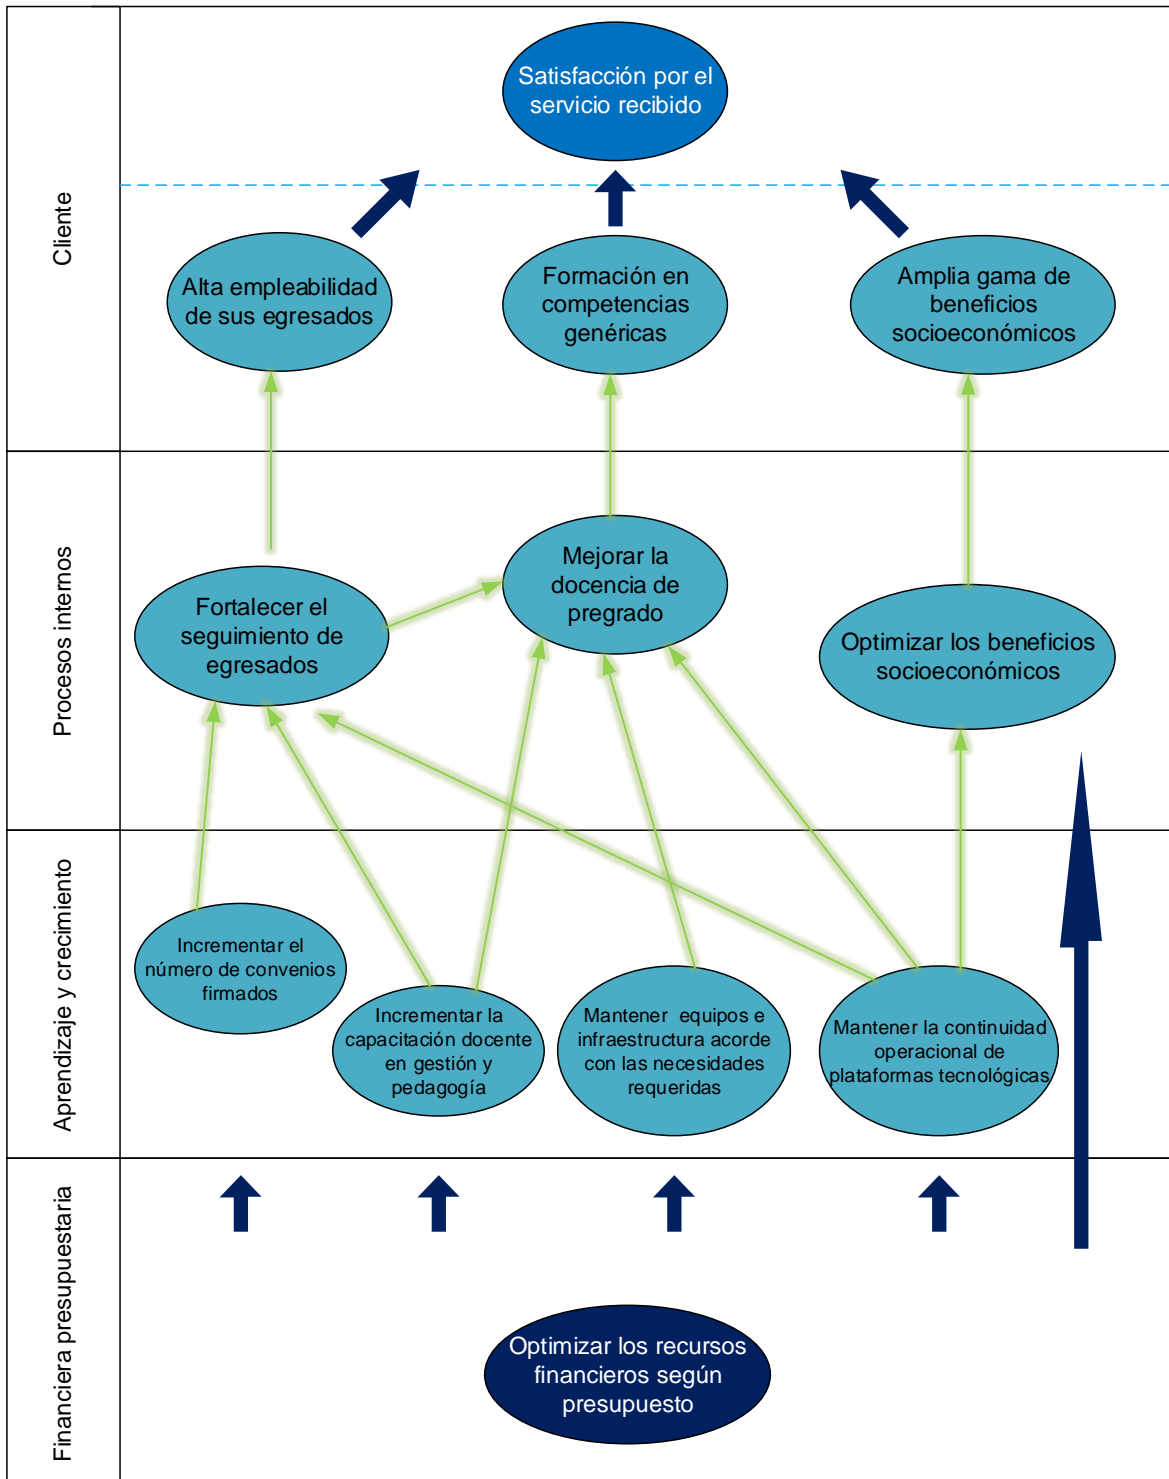 Cliente
Satisfacción por el
servicio recibido
Alta empleabilidad
de sus egresados
Formación en
competencias
genéricas
Amplia gama de
beneficios
socioeconómicos
Procesos internos
Fortalecer el
seguimiento de
egresados
Mejorar la
docencia de
pregrado
Optimizar los beneficios
socioeconómicos
Aprendizaje y crecimiento
Incrementar el
número de convenios
firmados
Incrementar la
capacitación docente
en gestión y
pedagogía
Mantener equipos e
infraestructura acorde
con las necesidades
requeridas
Mantener la continuidad
operacional de
plataformas tecnológicas
Financiera presupuestaria
Optimizar los recursos
financieros según
presupuesto